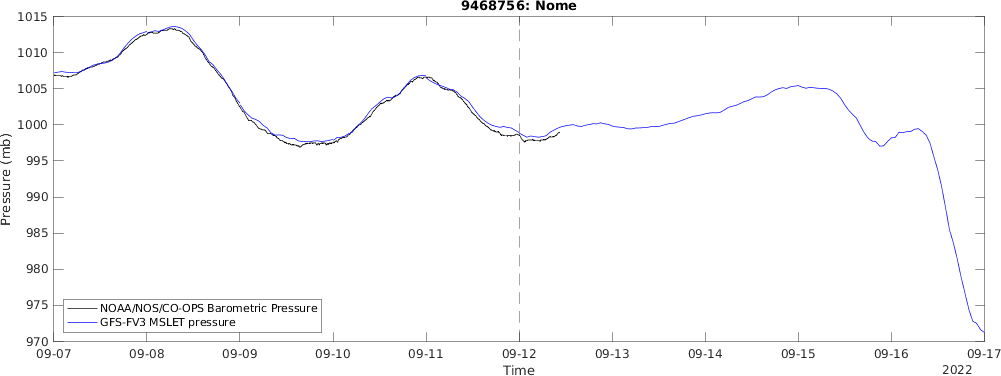 9468756: Nome
1015
1010
1005
1000
995
990
985
980
975
970
Pressure (mb)
NOAA/NOS/CO-OPS Barometric Pressure
GFS-FV3 MSLET pressure
09-07 09-08 09-09 09-10 09-11 09-12 09-13 09-14 09-15 09-16 09-17
Time
2022